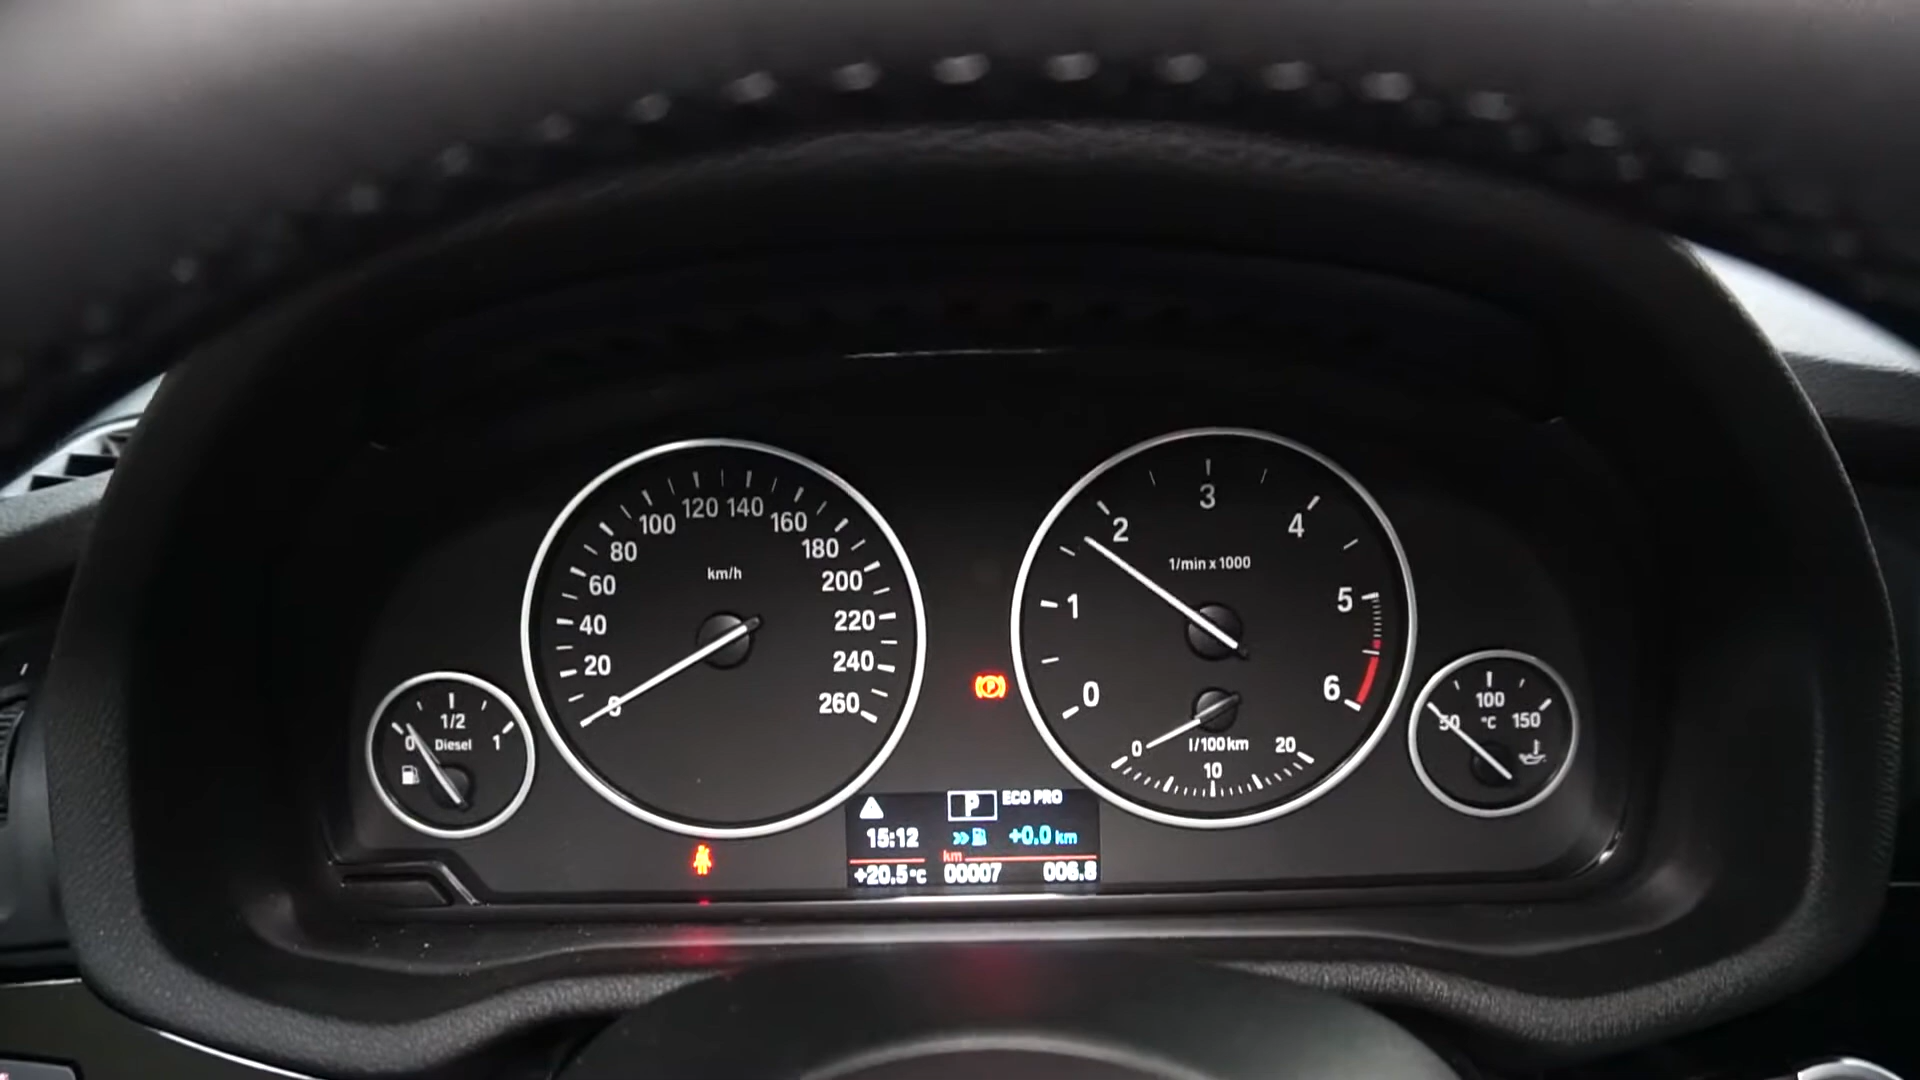 120 140
100 160
80 180
km/h
60 200
40 220
20 240
0 260
3
2 4
1/min x 1000
1 5
0 6
0 l/100km 20
10
1/2
0 Diesel 1
100
50 °C 150
P
P ECO PRO
15:12 +0.0 km
km
+20.5°C 00007 006.8